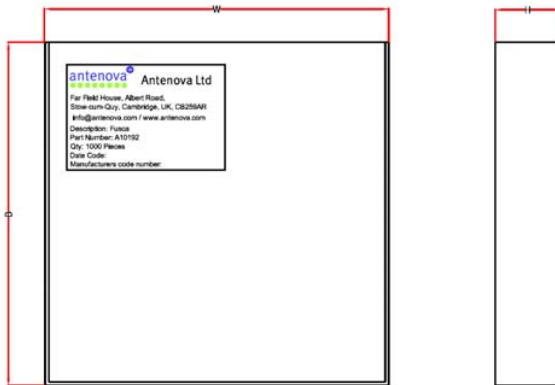 W
H
D
antenova Antenova Ltd
Far Field House, Albert Road,
Stow-cum-Quy, Cambridge, UK, CB259AR
info@antenova.com / www.antenova.com
Description: Fusca
Part Number: A10192
Qty: 1000 Pieces
Date Code:
Manufacturers code number: